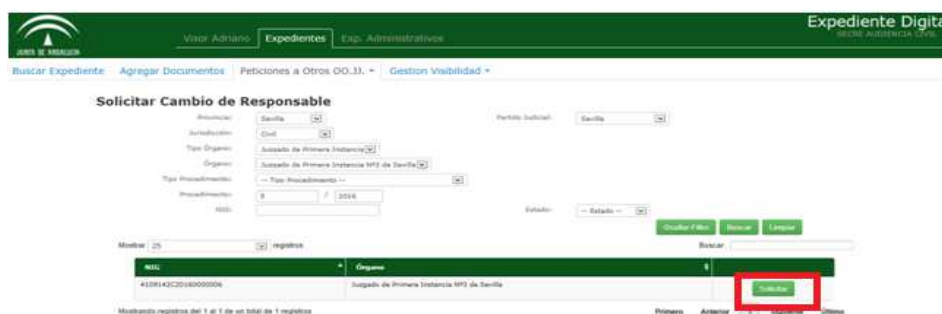 Expediente Digita
SECRE AUDIENCIA CIVIL
JUNTA DE ANDALUCIA
Visor Adriano Expedientes Exp. Administrativos
Buscar Expediente Agregar Documentos Peticiones a Otros OO.JJ. Gestion Visibilidad
Solicitar Cambio de Responsable
Provincia: Sevilla Partido Judicial: Sevilla
Jurisdicción: Civil
Tipo Órgano: Juzgado de Primera Instancia
Órgano: Juzgado de Primera Instancia Nº3 de Sevilla
Tipo Procedimiento: -- Tipo Procedimiento --
Procedimiento: / 2016
NIG: Estado: -- Estado --
Ocultar Filtro Buscar Limpiar
Mostrar 25 registros Buscar
NIG Órgano
4109142C20160000006 Juzgado de Primera Instancia Nº3 de Sevilla Solicitar
Mostrando registros del 1 al 1 de un total de 1 registros Primero Anterior Siguiente Último